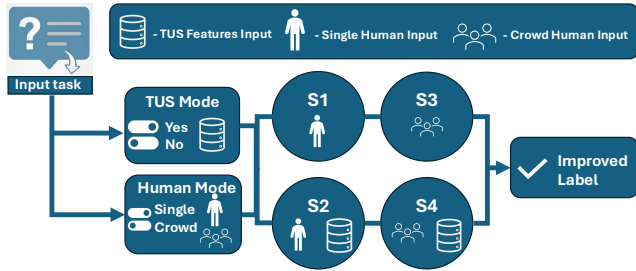 ?
- TUS Features Input
- Single Human Input
- Crowd Human Input
Input task
TUS Mode
Yes
No
Human Mode
Single
Crowd
S1
S3
S2
S4
Improved
Label